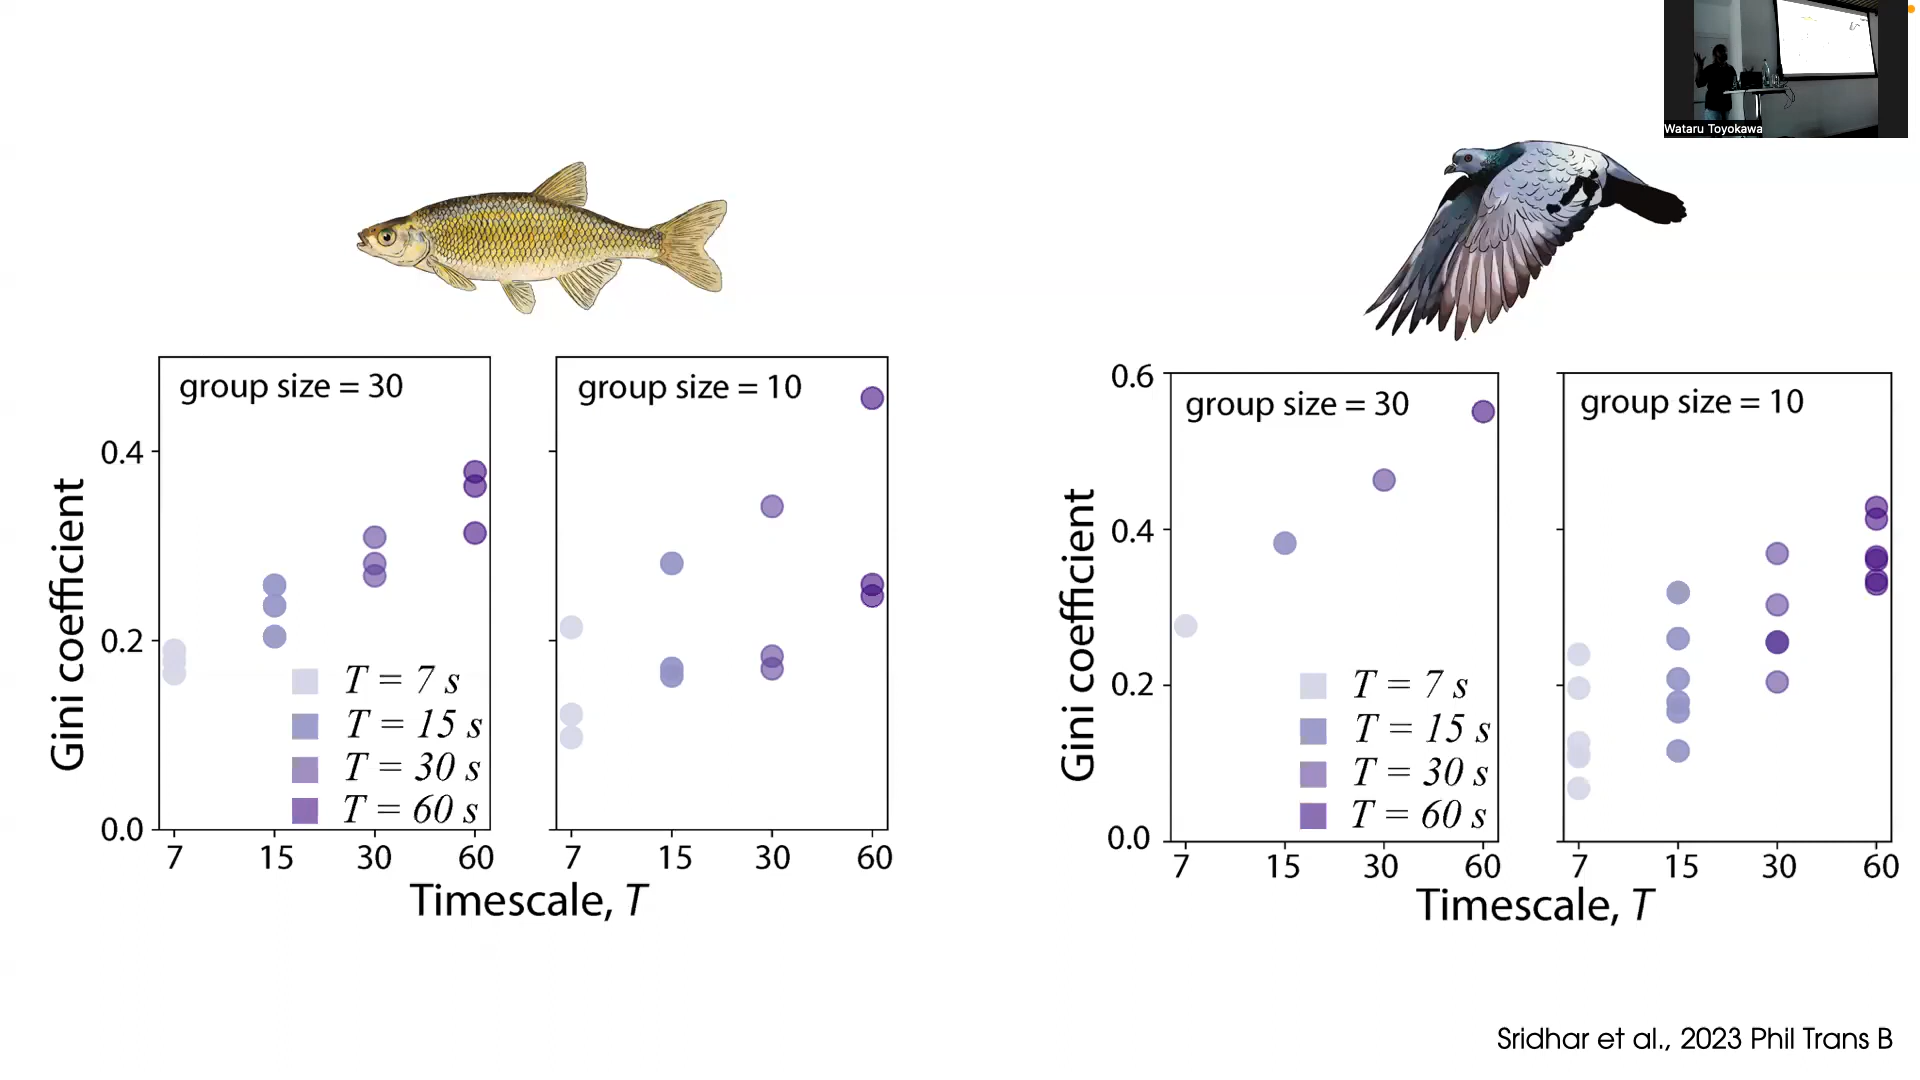 Wataru Toyokawa
group size = 30
group size = 10
0.4
0.2
0.0
Gini coefficient
T = 7 s
T = 15 s
T = 30 s
T = 60 s
7 15 30 60
7 15 30 60
Timescale, T
0.6
group size = 30
group size = 10
0.4
0.2
0.0
Gini coefficient
T = 7 s
T = 15 s
T = 30 s
T = 60 s
7 15 30 60
7 15 30 60
Timescale, T
Sridhar et al., 2023 Phil Trans B